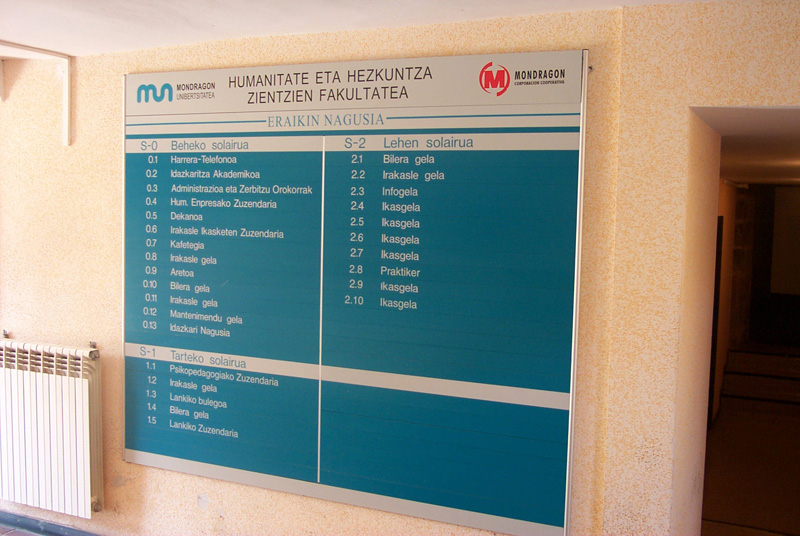 MONDRAGON
UNIBERTSITATEA
HUMANITATE ETA HEZKUNTZA
ZIENTZIEN FAKULTATEA
MONDRAGON
CORPORACION COOPERATIVA
ERAIKIN NAGUSIA
S-0 Beheko solairua
0.1 Harrera-Telefonoa
0.2 Idazkaritza Akademikoa
0.3 Administrazioa eta Zerbitzu Orokorrak
0.4 Hum. Enpresako Zuzendaria
0.5 Dekanoa
0.6 Irakasle Ikasketen Zuzendaria
0.7 Kafetegia
0.8 Irakasle gela
0.9 Aretoa
0.10 Bilera gela
0.11 Irakasle gela
0.12 Mantenimendu gela
0.13 Idazkari Nagusia
S-1 Tarteko solairua
1.1 Psikopedagogiako Zuzendaria
1.2 Irakasle gela
1.3 Lankiko bulegoa
1.4 Bilera gela
1.5 Lankiko Zuzendaria
S-2 Lehen solairua
2.1 Bilera gela
2.2 Irakasle gela
2.3 Infogela
2.4 Ikasgela
2.5 Ikasgela
2.6 Ikasgela
2.7 Ikasgela
2.8 Praktiker
2.9 Ikasgela
2.10 Ikasgela